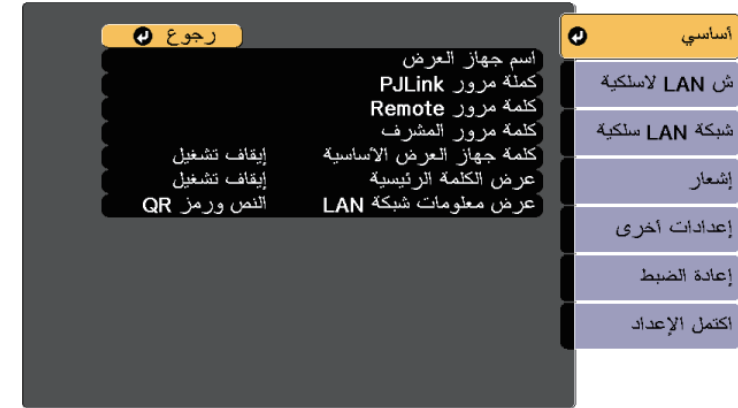 أساسي
ش LAN لاسلكية
شبكة LAN سلكية
إشعار
إعدادات أخرى
إعادة الضبط
اكتمل الإعداد
رجوع
اسم جهاز العرض
كملة مرور PJLink
كلمة مرور Remote
كلمة مرور المشرف
كلمة جهاز العرض الأساسية إيقاف تشغيل
عرض الكلمة الرئيسية إيقاف تشغيل
عرض معلومات شبكة LAN النص ورمز QR